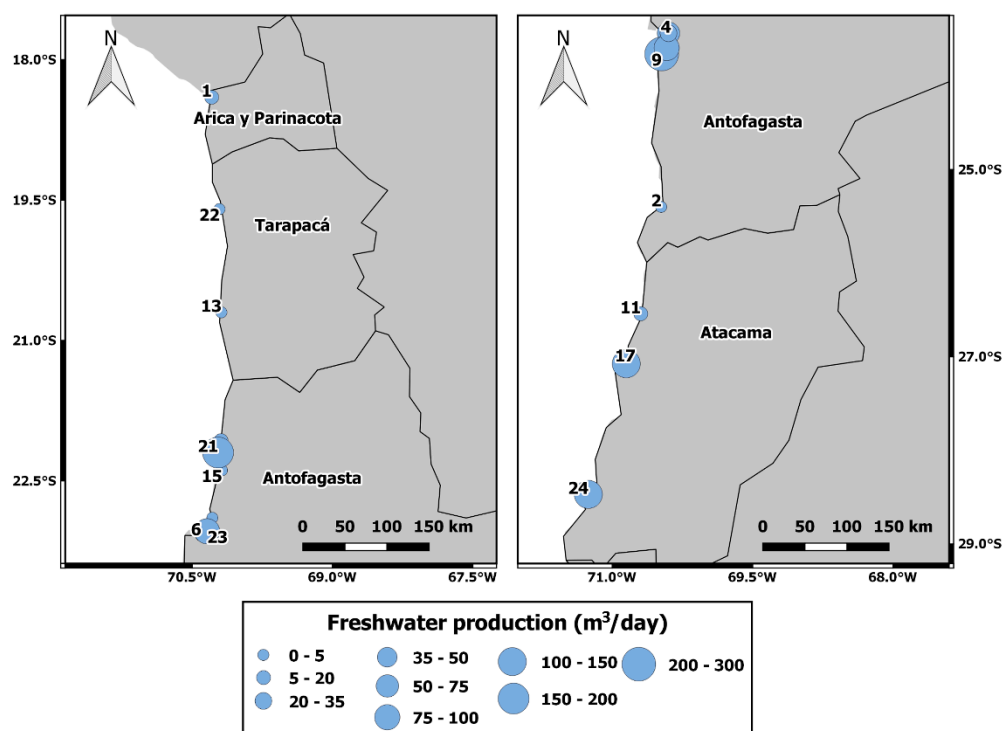 N
18.0°S
1
Arica y Parinacota
19.5°S
22
Tarapacá
13
21.0°S
21
15
Antofagasta
22.5°S
6
23
0 50 100 150 km
70.5°W 69.0°W 67.5°W
N
4
9
Antofagasta
25.0°S
2
11
Atacama
17
27.0°S
24
0 50 100 150 km
29.0°S
71.0°W 69.5°W 68.0°W
Freshwater production (m³/day)
0 - 5
5 - 20
20 - 35
35 - 50
50 - 75
75 - 100
100 - 150
150 - 200
200 - 300